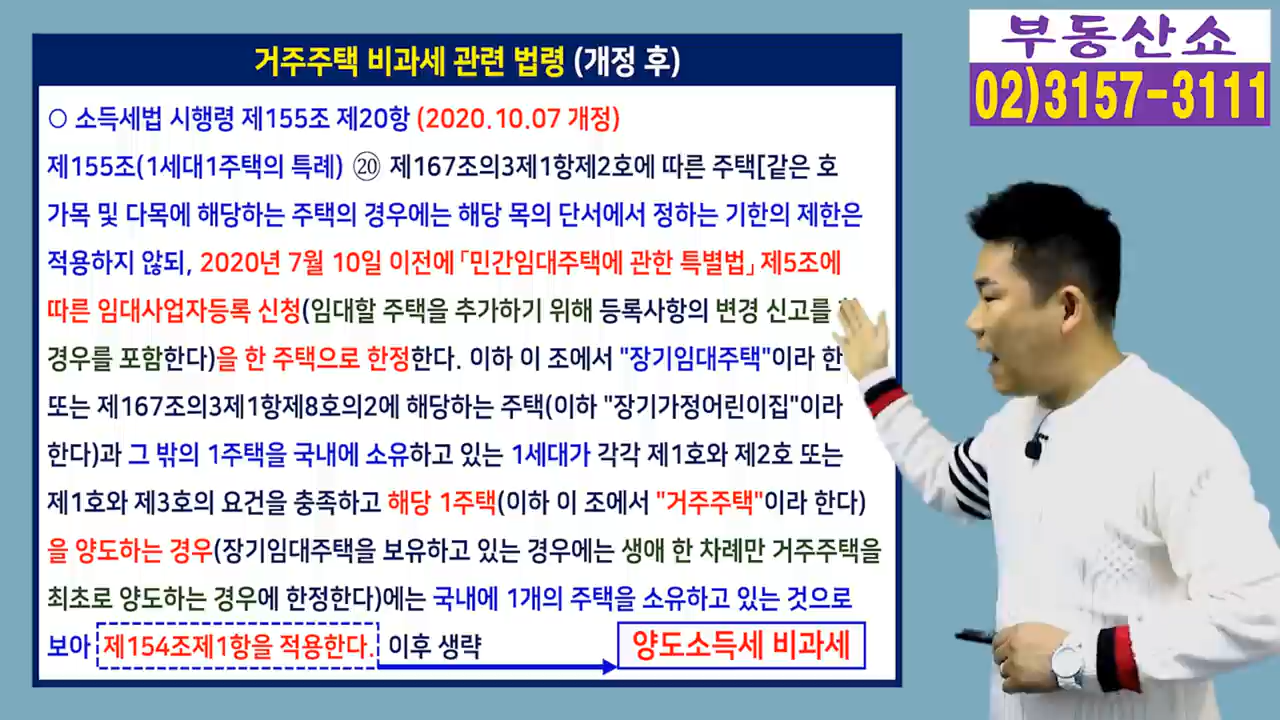 거주주택 비과세 관련 법령 (개정 후)
부동산쇼
02)3157-3111
○ 소득세법 시행령 제155조 제20항 (2020.10.07 개정)
제155조(1세대1주택의 특례) ⑳ 제167조의3제1항제2호에 따른 주택[같은 호
가목 및 다목에 해당하는 주택의 경우에는 해당 목의 단서에서 정하는 기한의 제한은
적용하지 않되, 2020년 7월 10일 이전에 「민간임대주택에 관한 특별법」 제5조에
따른 임대사업자등록 신청(임대할 주택을 추가하기 위해 등록사항의 변경 신고를
경우를 포함한다)을 한 주택으로 한정한다. 이하 이 조에서 "장기임대주택"이라 한
또는 제167조의3제1항제8호의2에 해당하는 주택(이하 "장기가정어린이집"이라
한다)과 그 밖의 1주택을 국내에 소유하고 있는 1세대가 각각 제1호와 제2호 또는
제1호와 제3호의 요건을 충족하고 해당 1주택(이하 이 조에서 "거주주택"이라 한다)
을 양도하는 경우(장기임대주택을 보유하고 있는 경우에는 생애 한 차례만 거주주택을
최초로 양도하는 경우에 한정한다)에는 국내에 1개의 주택을 소유하고 있는 것으로
보아 제154조제1항을 적용한다. 이후 생략
양도소득세 비과세